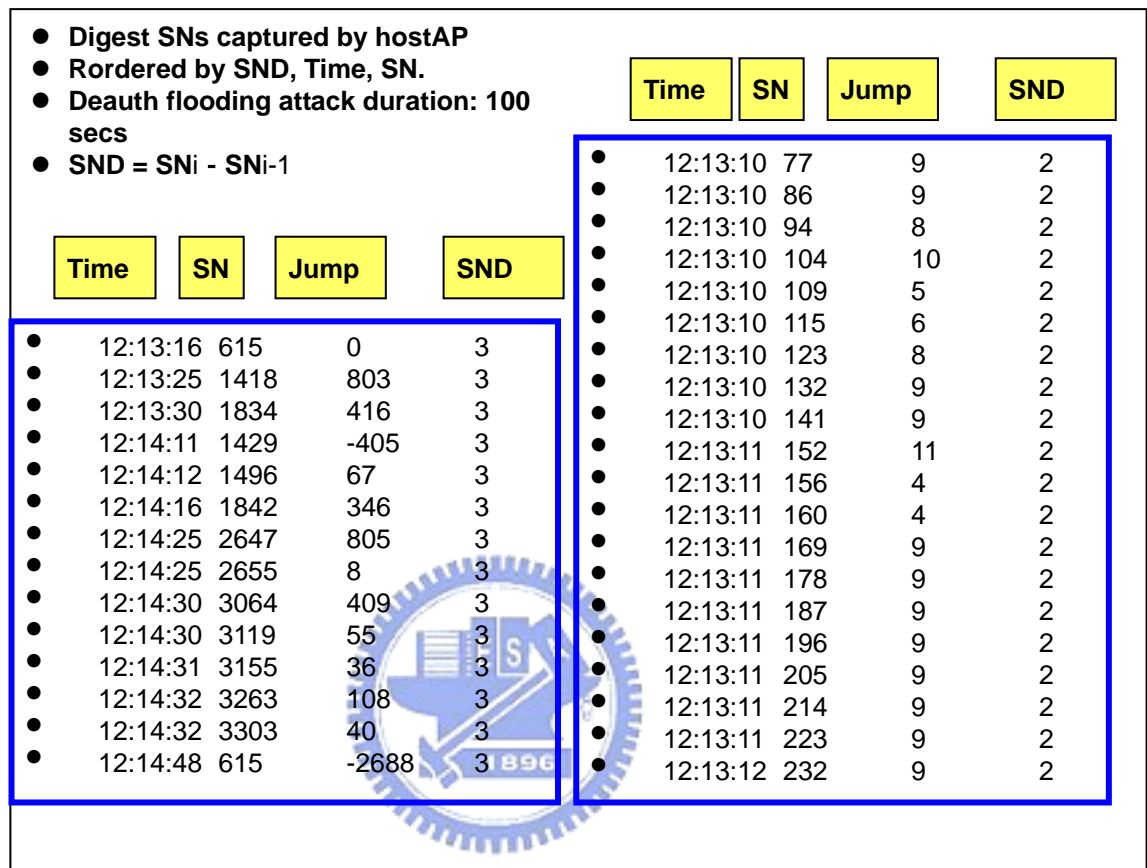 ● Digest SNs captured by hostAP
● Rordered by SND, Time, SN.
● Deauth flooding attack duration: 100
secs
● SND = SNi - SNi-1
Time SN Jump SND
● 12:13:16 615 0 3
● 12:13:25 1418 803 3
● 12:13:30 1834 416 3
● 12:14:11 1429 -405 3
● 12:14:12 1496 67 3
● 12:14:16 1842 346 3
● 12:14:25 2647 805 3
● 12:14:25 2655 8 3
● 12:14:30 3064 409 3
● 12:14:30 3119 55 3
● 12:14:31 3155 36 3
● 12:14:32 3263 108 3
● 12:14:32 3303 40 3
● 12:14:48 615 -2688 3
Time SN Jump SND
● 12:13:10 77 9 2
● 12:13:10 86 9 2
● 12:13:10 94 8 2
● 12:13:10 104 10 2
● 12:13:10 109 5 2
● 12:13:10 115 6 2
● 12:13:10 123 8 2
● 12:13:10 132 9 2
● 12:13:10 141 9 2
● 12:13:11 152 11 2
● 12:13:11 156 4 2
● 12:13:11 160 4 2
● 12:13:11 169 9 2
● 12:13:11 178 9 2
● 12:13:11 187 9 2
● 12:13:11 196 9 2
● 12:13:11 205 9 2
● 12:13:11 214 9 2
● 12:13:11 223 9 2
● 12:13:12 232 9 2
S
1896